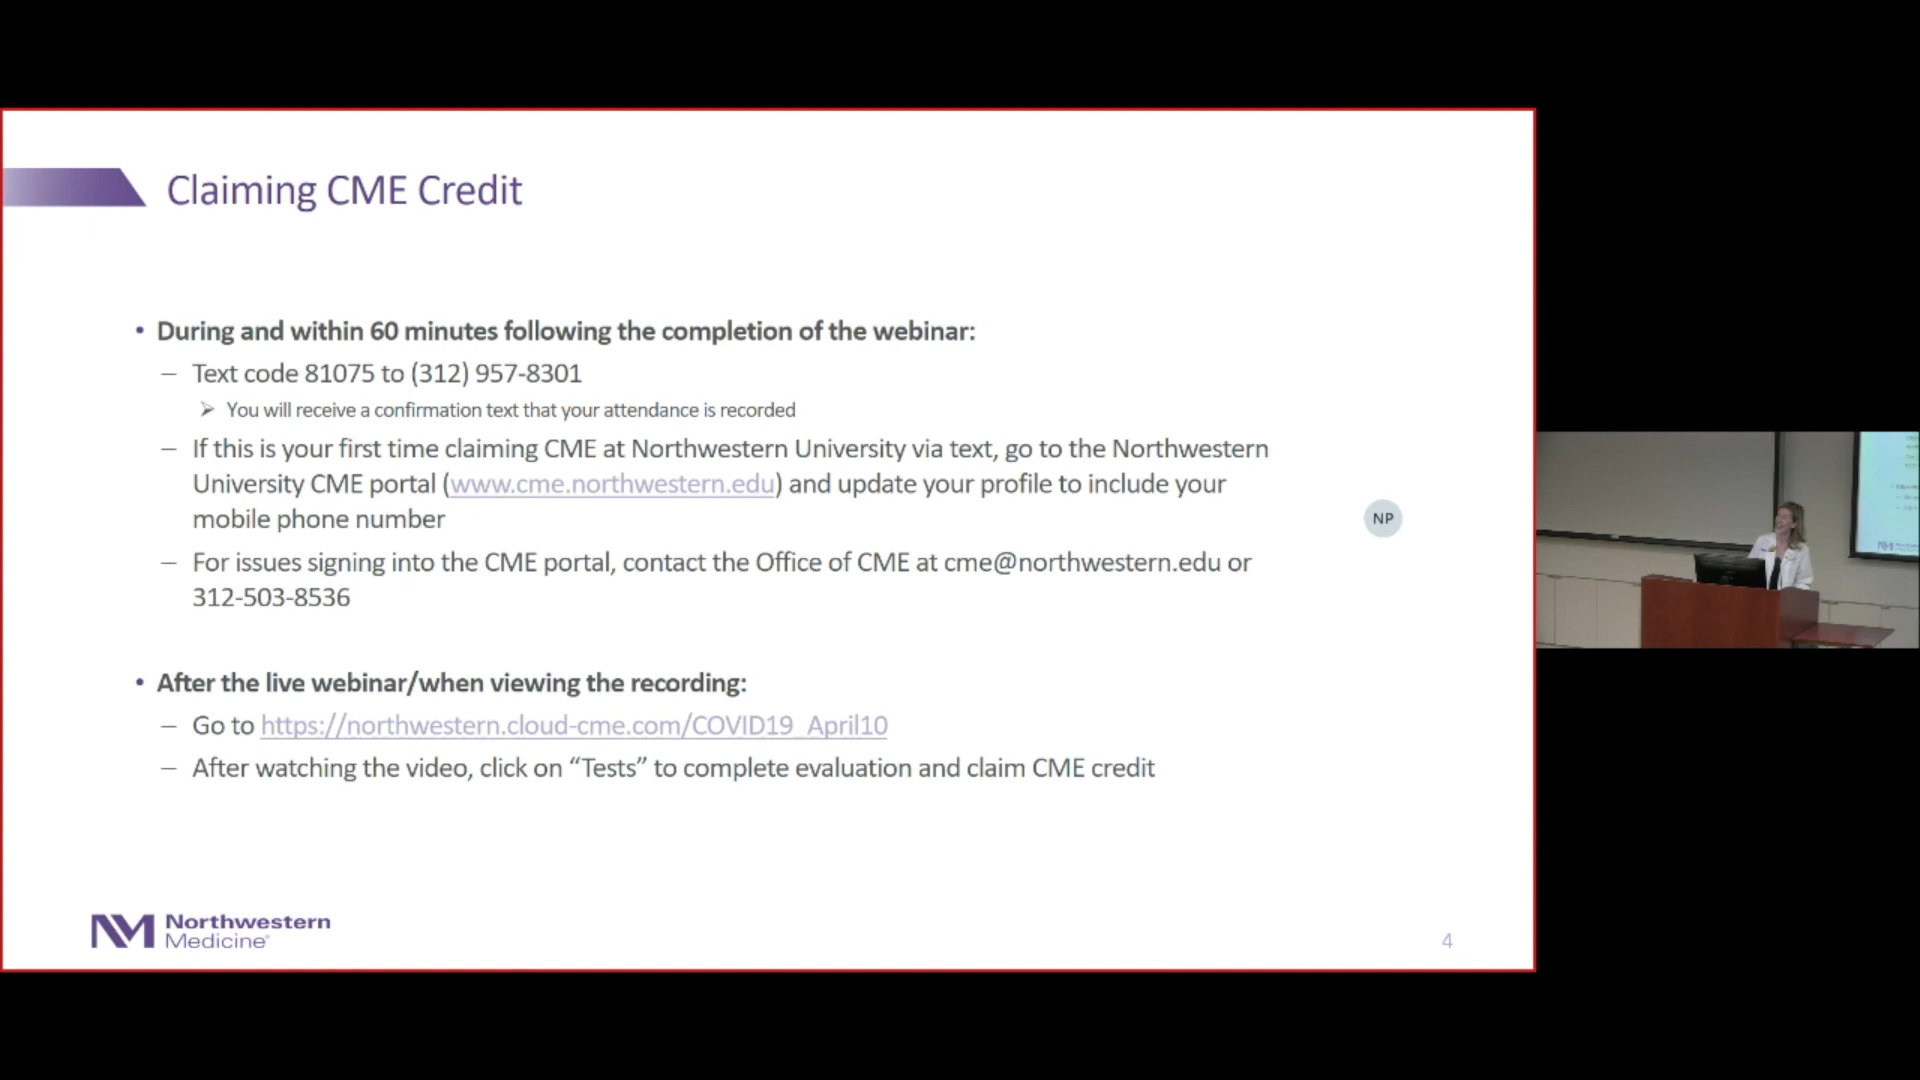 Claiming CME Credit
• During and within 60 minutes following the completion of the webinar:
– Text code 81075 to (312) 957-8301
➢ You will receive a confirmation text that your attendance is recorded
– If this is your first time claiming CME at Northwestern University via text, go to the Northwestern
University CME portal (www.cme.northwestern.edu) and update your profile to include your
mobile phone number
NP
– For issues signing into the CME portal, contact the Office of CME at cme@northwestern.edu or
312-503-8536
• After the live webinar/when viewing the recording:
– Go to https://northwestern.cloud-cme.com/COVID19_April10
– After watching the video, click on “Tests” to complete evaluation and claim CME credit
NM Northwestern
Medicine®
4